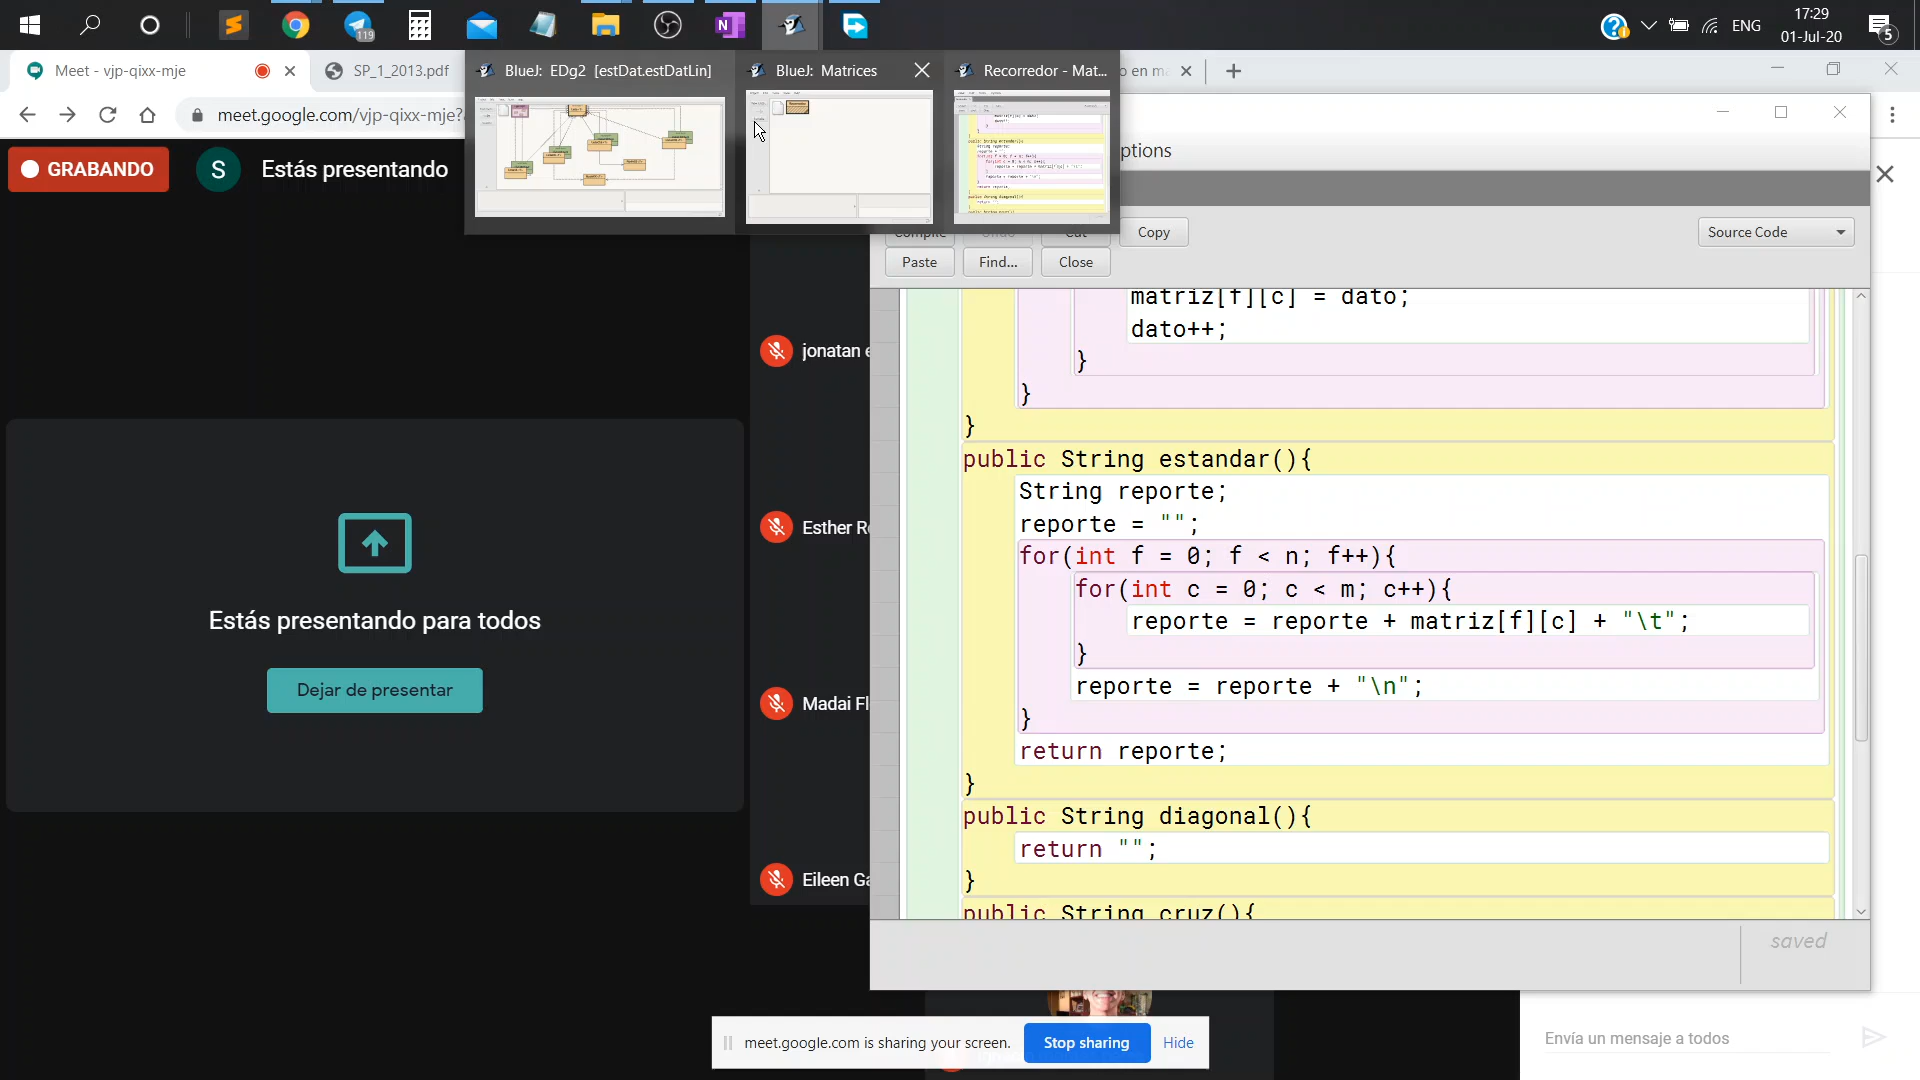 119
ENG
17:29
01-Jul-20
5
Meet - vjp-qixx-mje
SP_1_2013.pdf
BlueJ: EDg2 [estDat.estDatLin]
BlueJ: Matrices
Recorredor - Mat...
meet.google.com/vjp-qixx-mje?
GRABANDO
S
Estás presentando
ptions
Compile
Cut
Copy
Source Code
Paste
Find...
Close
matriz[f][c] = dato;
dato++;
}
}
}
public String estandar(){
String reporte;
reporte = "";
for(int f = 0; f < n; f++){
for(int c = 0; c < m; c++){
reporte = reporte + matriz[f][c] + "\t";
}
reporte = reporte + "\n";
}
return reporte;
}
public String diagonal(){
return "";
}
public String cruz(){
saved
jonatan
Esther
Madai
Eileen
Estás presentando para todos
Dejar de presentar
meet.google.com is sharing your screen.
Stop sharing
Hide
Envía un mensaje a todos